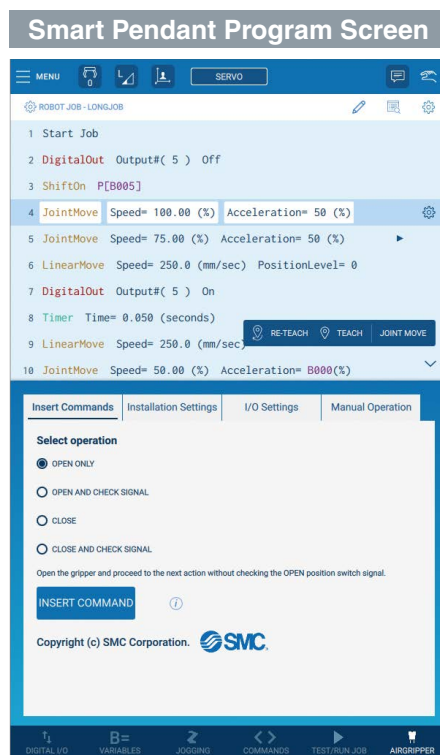 Smart Pendant Program Screen
MENU 0 SERVO
ROBOT JOB - LONGJOB
1 Start Job
2 DigitalOut Output#( 5 ) Off
3 ShiftOn P[B005]
4 JointMove Speed= 100.00 (%) Acceleration= 50 (%)
5 JointMove Speed= 75.00 (%) Acceleration= 50 (%)
6 LinearMove Speed= 250.0 (mm/sec) PositionLevel= 0
7 DigitalOut Output#( 5 ) On
8 Timer Time= 0.050 (seconds)
RE-TEACH TEACH JOINT MOVE
9 LinearMove Speed= 250.0 (mm/sec)
10 JointMove Speed= 50.00 (%) Acceleration= B000(%)
Insert Commands Installation Settings I/O Settings Manual Operation
Select operation
OPEN ONLY
OPEN AND CHECK SIGNAL
CLOSE
CLOSE AND CHECK SIGNAL
Open the gripper and proceed to the next action without checking the OPEN position switch signal.
INSERT COMMAND i
Copyright (c) SMC Corporation. SMC.
DIGITAL I/O VARIABLES JOGGING COMMANDS TEST/RUN JOB AIRGRIPPER